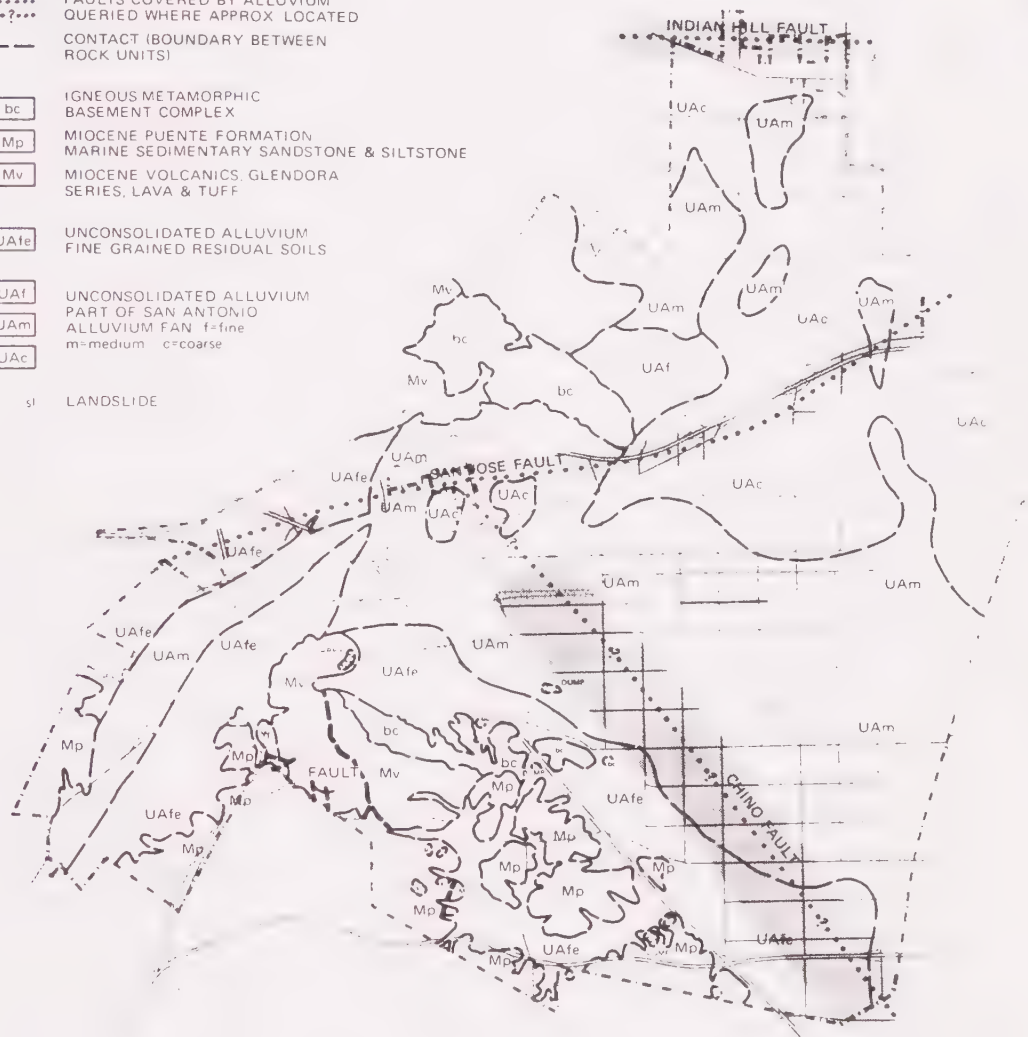 FAULTS COVERED BY ALLUVIUM
QUERIED WHERE APPROX LOCATED
CONTACT (BOUNDARY BETWEEN
ROCK UNITS)
bc
IGNEOUS METAMORPHIC
BASEMENT COMPLEX
Mp
MIOCENE PUENTE FORMATION
MARINE SEDIMENTARY SANDSTONE & SILTSTONE
Mv
MIOCENE VOLCANICS, GLENDORA
SERIES, LAVA & TUFF
UAfe
UNCONSOLIDATED ALLUVIUM
FINE GRAINED RESIDUAL SOILS
UAf
UAm
UAc
UNCONSOLIDATED ALLUVIUM
PART OF SAN ANTONIO
ALLUVIUM FAN f=fine
m=medium c=coarse
sl
LANDSLIDE
INDIAN HILL FAULT
UAc
UAm
UAm
UAm
UAm
UAm
UAc
Mv
bc
Mv
bc
UAf
UAc
UAfe
UAm
SAN JOSE FAULT
UAm
UAc
UAc
UAc
UAfe
UAm
UAm
UAfe
UAm
UAfe
UAm
UAfe
Mv
DUMP
UAm
Mp
bc
bc
Mp
FAULT
Mv
Mp
UAfe
Mp
UAfe
CHINO FAULT
Mp
Mp
Mp
Mp
Mp
Mp
UAfe
Mp
Mp
UAfe